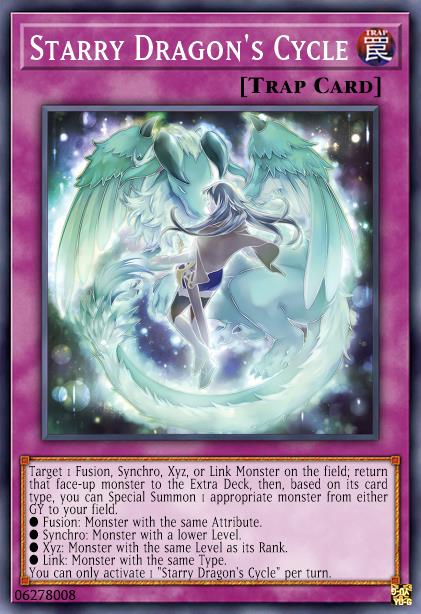 Starry Dragon's Cycle
TRAP
罠
[Trap Card]
Target 1 Fusion, Synchro, Xyz, or Link Monster on the field; return
that face-up monster to the Extra Deck, then, based on its card
type, you can Special Summon 1 appropriate monster from either
GY to your field.
● Fusion: Monster with the same Attribute.
● Synchro: Monster with a lower Level.
● Xyz: Monster with the same Level as its Rank.
● Link: Monster with the same Type.
You can only activate 1 "Starry Dragon's Cycle" per turn.
06278008